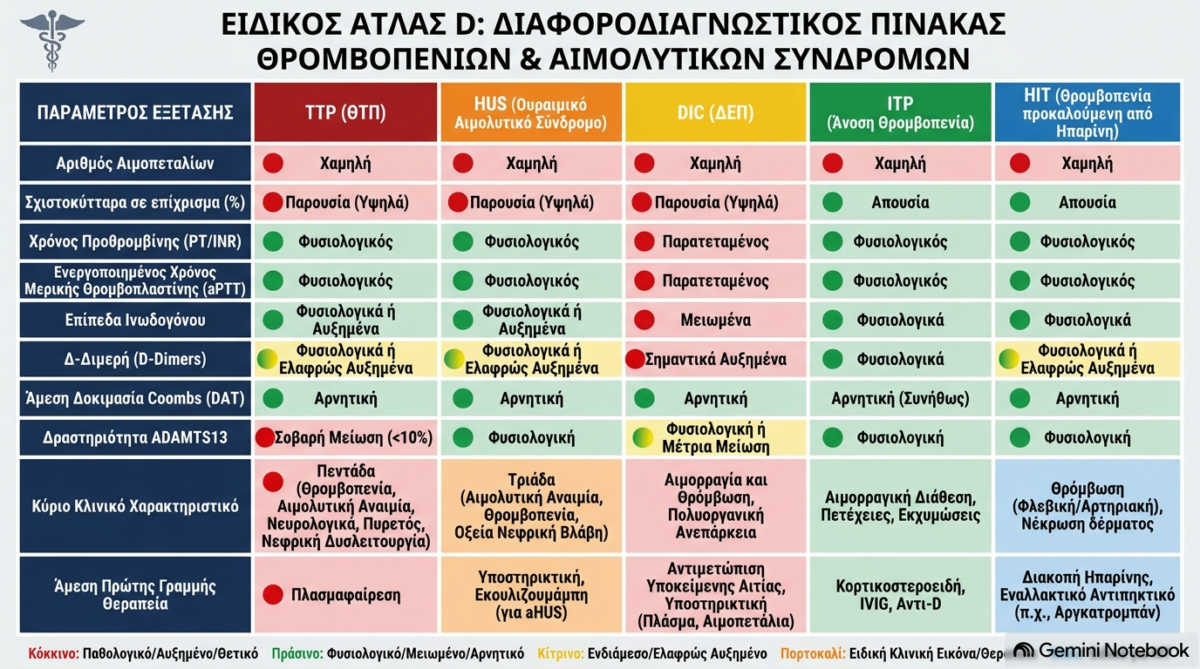 ΕΙΔΙΚΟΣ ΑΤΛΑΣ D: ΔΙΑΦΟΡΟΔΙΑΓΝΩΣΤΙΚΟΣ ΠΙΝΑΚΑΣ
ΘΡΟΜΒΟΠΕΝΙΩΝ & ΑΙΜΟΛΥΤΙΚΩΝ ΣΥΝΔΡΟΜΩΝ
ΠΑΡΑΜΕΤΡΟΣ ΕΞΕΤΑΣΗΣ
TTP (ΘΤΠ)
HUS (Ουραιμικό
Αιμολυτικό Σύνδρομο)
DIC (ΔΕΠ)
ITP
(Άνοση Θρομβοπενία)
HIT (Θρομβοπενία
προκαλούμενη από
Ηπαρίνη)
Αριθμός Αιμοπεταλίων
Χαμηλή
Χαμηλή
Χαμηλή
Χαμηλή
Χαμηλή
Σχιστοκύτταρα σε επίχρισμα (%)
Παρουσία (Υψηλά)
Παρουσία (Υψηλά)
Παρουσία (Υψηλά)
Απουσία
Απουσία
Χρόνος Προθρομβίνης (PT/INR)
Φυσιολογικός
Φυσιολογικός
Παρατεταμένος
Φυσιολογικός
Φυσιολογικός
Ενεργοποιημένος Χρόνος
Μερικής Θρομβοπλαστίνης (aPTT)
Φυσιολογικός
Φυσιολογικός
Παρατεταμένος
Φυσιολογικός
Φυσιολογικός
Επίπεδα Ινωδογόνου
Φυσιολογικά ή
Αυξημένα
Φυσιολογικά ή
Αυξημένα
Μειωμένα
Φυσιολογικά
Φυσιολογικά
Δ-Διμερή (D-Dimers)
Φυσιολογικά ή
Ελαφρώς Αυξημένα
Φυσιολογικά ή
Ελαφρώς Αυξημένα
Σημαντικά Αυξημένα
Φυσιολογικά
Φυσιολογικά ή
Ελαφρώς Αυξημένα
Άμεση Δοκιμασία Coombs (DAT)
Αρνητική
Αρνητική
Αρνητική
Αρνητική (Συνήθως)
Αρνητική
Δραστηριότητα ADAMTS13
Σοβαρή Μείωση (<10%)
Φυσιολογική
Φυσιολογική ή
Μέτρια Μείωση
Φυσιολογική
Φυσιολογική
Κύριο Κλινικό Χαρακτηριστικό
Πεντάδα
(Θρομβοπενία,
Αιμολυτική Αναιμία,
Νευρολογικά, Πυρετός,
Νεφρική Δυσλειτουργία)
Τριάδα
(Αιμολυτική Αναιμία,
Θρομβοπενία,
Οξεία Νεφρική Βλάβη)
Αιμορραγία και
Θρόμβωση,
Πολυοργανική
Ανεπάρκεια
Αιμορραγική Διάθεση,
Πετέχειες, Εκχυμώσεις
Θρόμβωση
(Φλεβική/Αρτηριακή),
Νέκρωση δέρματος
Άμεση Πρώτης Γραμμής
Θεραπεία
Πλασμαφαίρεση
Υποστηρικτική,
Εκουλιζουμάμπη
(για aHUS)
Αντιμετώπιση
Υποκείμενης Αιτίας,
Υποστηρικτική
(Πλάσμα, Αιμοπετάλια)
Κορτικοστεροειδή,
IVIG, Αντι-D
Διακοπή Ηπαρίνης,
Εναλλακτικό Αντιπηκτικό
(π.χ., Αργκατρομπάν)
Κόκκινο: Παθολογικό/Αυξημένο/Θετικό Πράσινο: Φυσιολογικό/Μειωμένο/Αρνητικό Κίτρινο: Ενδιάμεσο/Ελαφρώς Αυξημένο Πορτοκαλί: Ειδική Κλινική Εικόνα/Θερ
Gemini Notebook